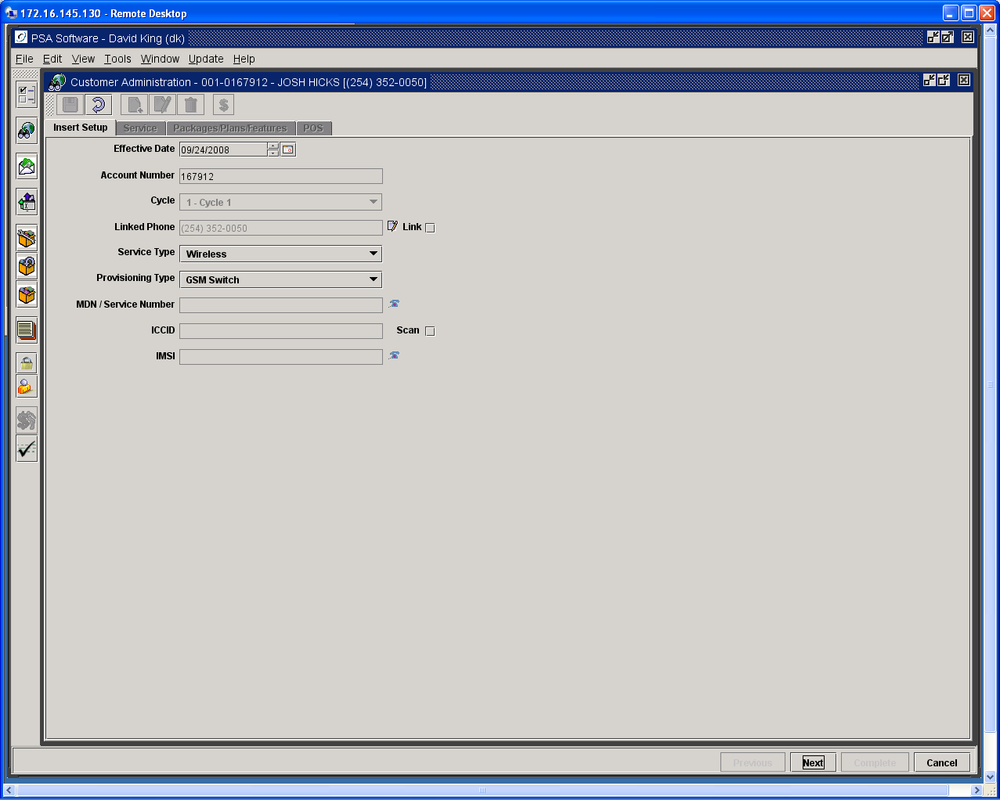 172.16.145.130 - Remote Desktop
PSA Software - David King (dk)
File Edit View Tools Window Update Help
Customer Administration - 001-0167912 - JOSH HICKS [(254) 352-0050]
$
Insert Setup Service Packages/Plans/Features POS
Effective Date 09/24/2008
Account Number 167912
Cycle 1 - Cycle 1
Linked Phone (254) 352-0050 Link
Service Type Wireless
Provisioning Type GSM Switch
MDN / Service Number
ICCID Scan
IMSI
Previous Next Complete Cancel